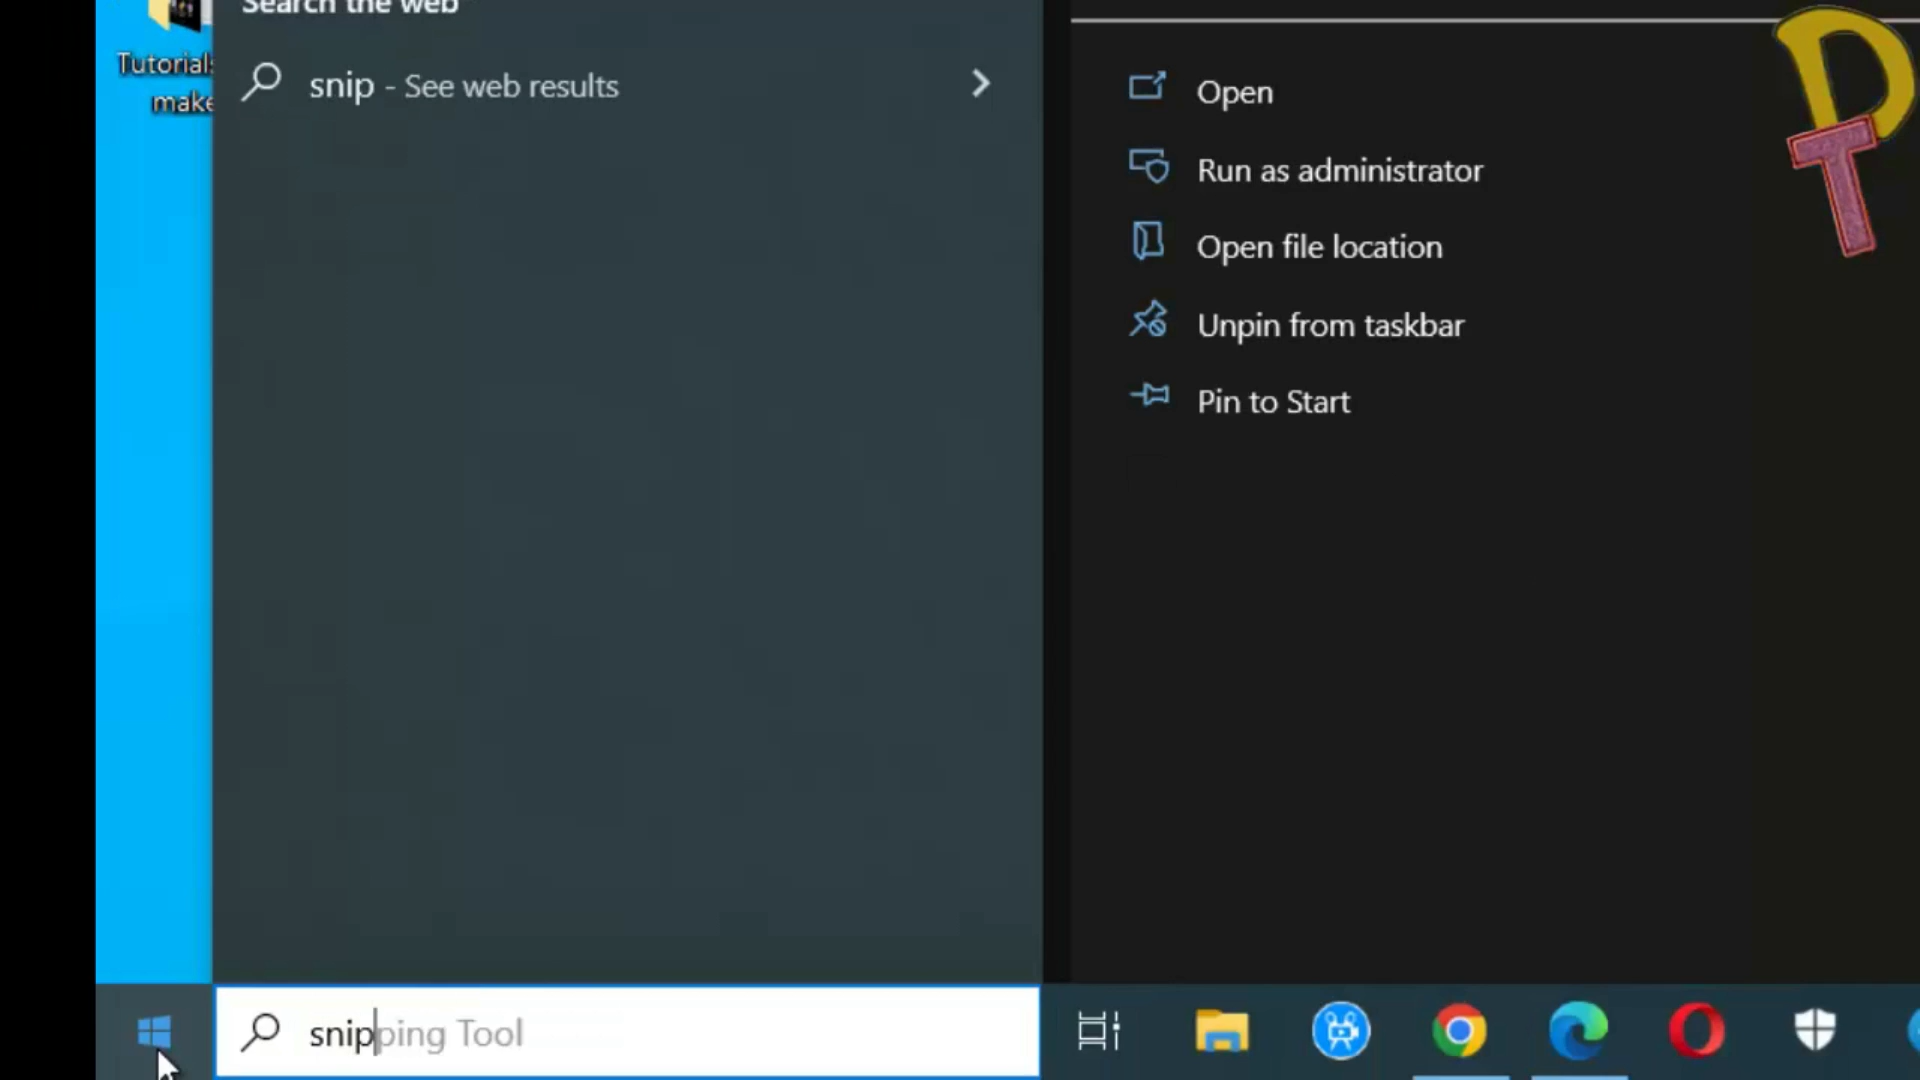 Search the web
Tutorials
make
snip - See web results
Open
Run as administrator
Open file location
Unpin from taskbar
Pin to Start
snipping Tool
DT